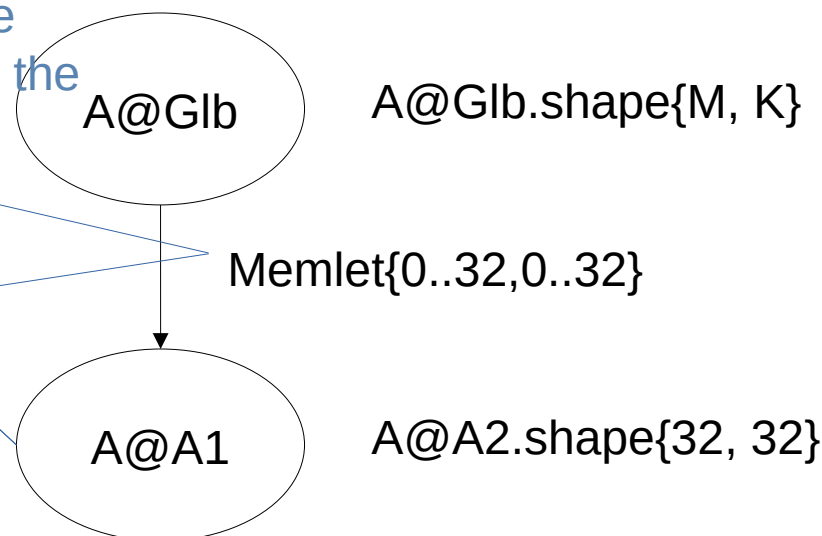 e
the
A@Glb
A@Glb.shape{M, K}
Memlet{0..32,0..32}
A@A1
A@A2.shape{32, 32}